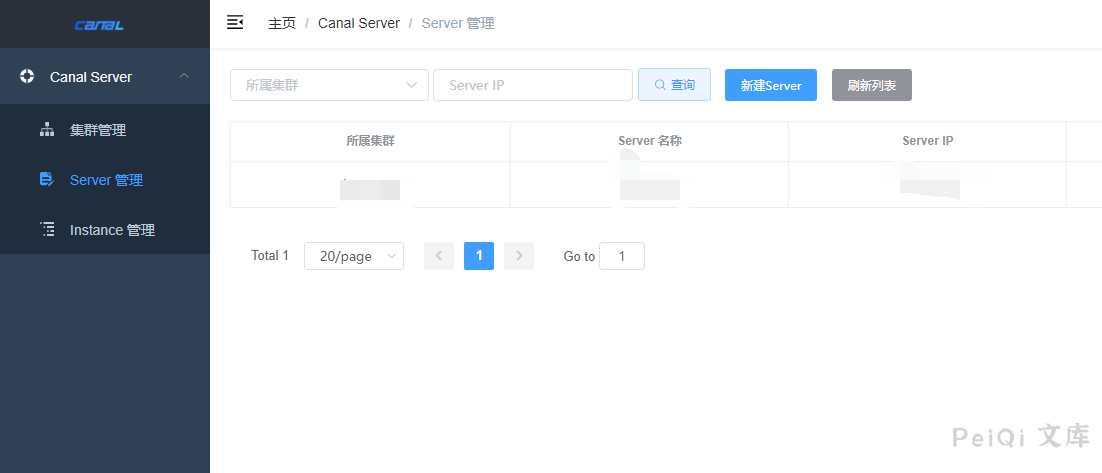 CANAL
主页 / Canal Server / Server 管理
Canal Server
集群管理
Server 管理
Instance 管理
所属集群
Server IP
查询
新建Server
刷新列表
所属集群 Server 名称 Server IP
Total 1 20/page 1 Go to 1
PeiQi 文库